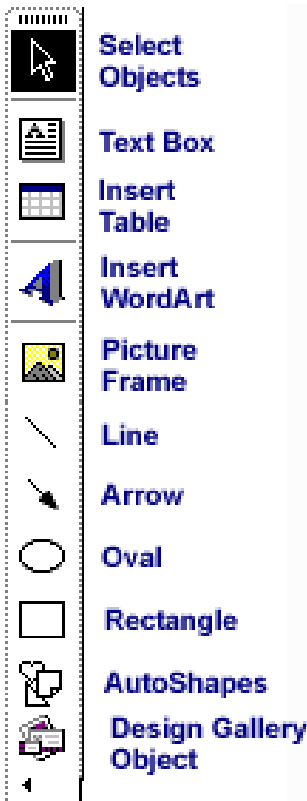 Select
Objects
Text Box
Insert
Table
Insert
WordArt
Picture
Frame
Line
Arrow
Oval
Rectangle
AutoShapes
Design Gallery
Object